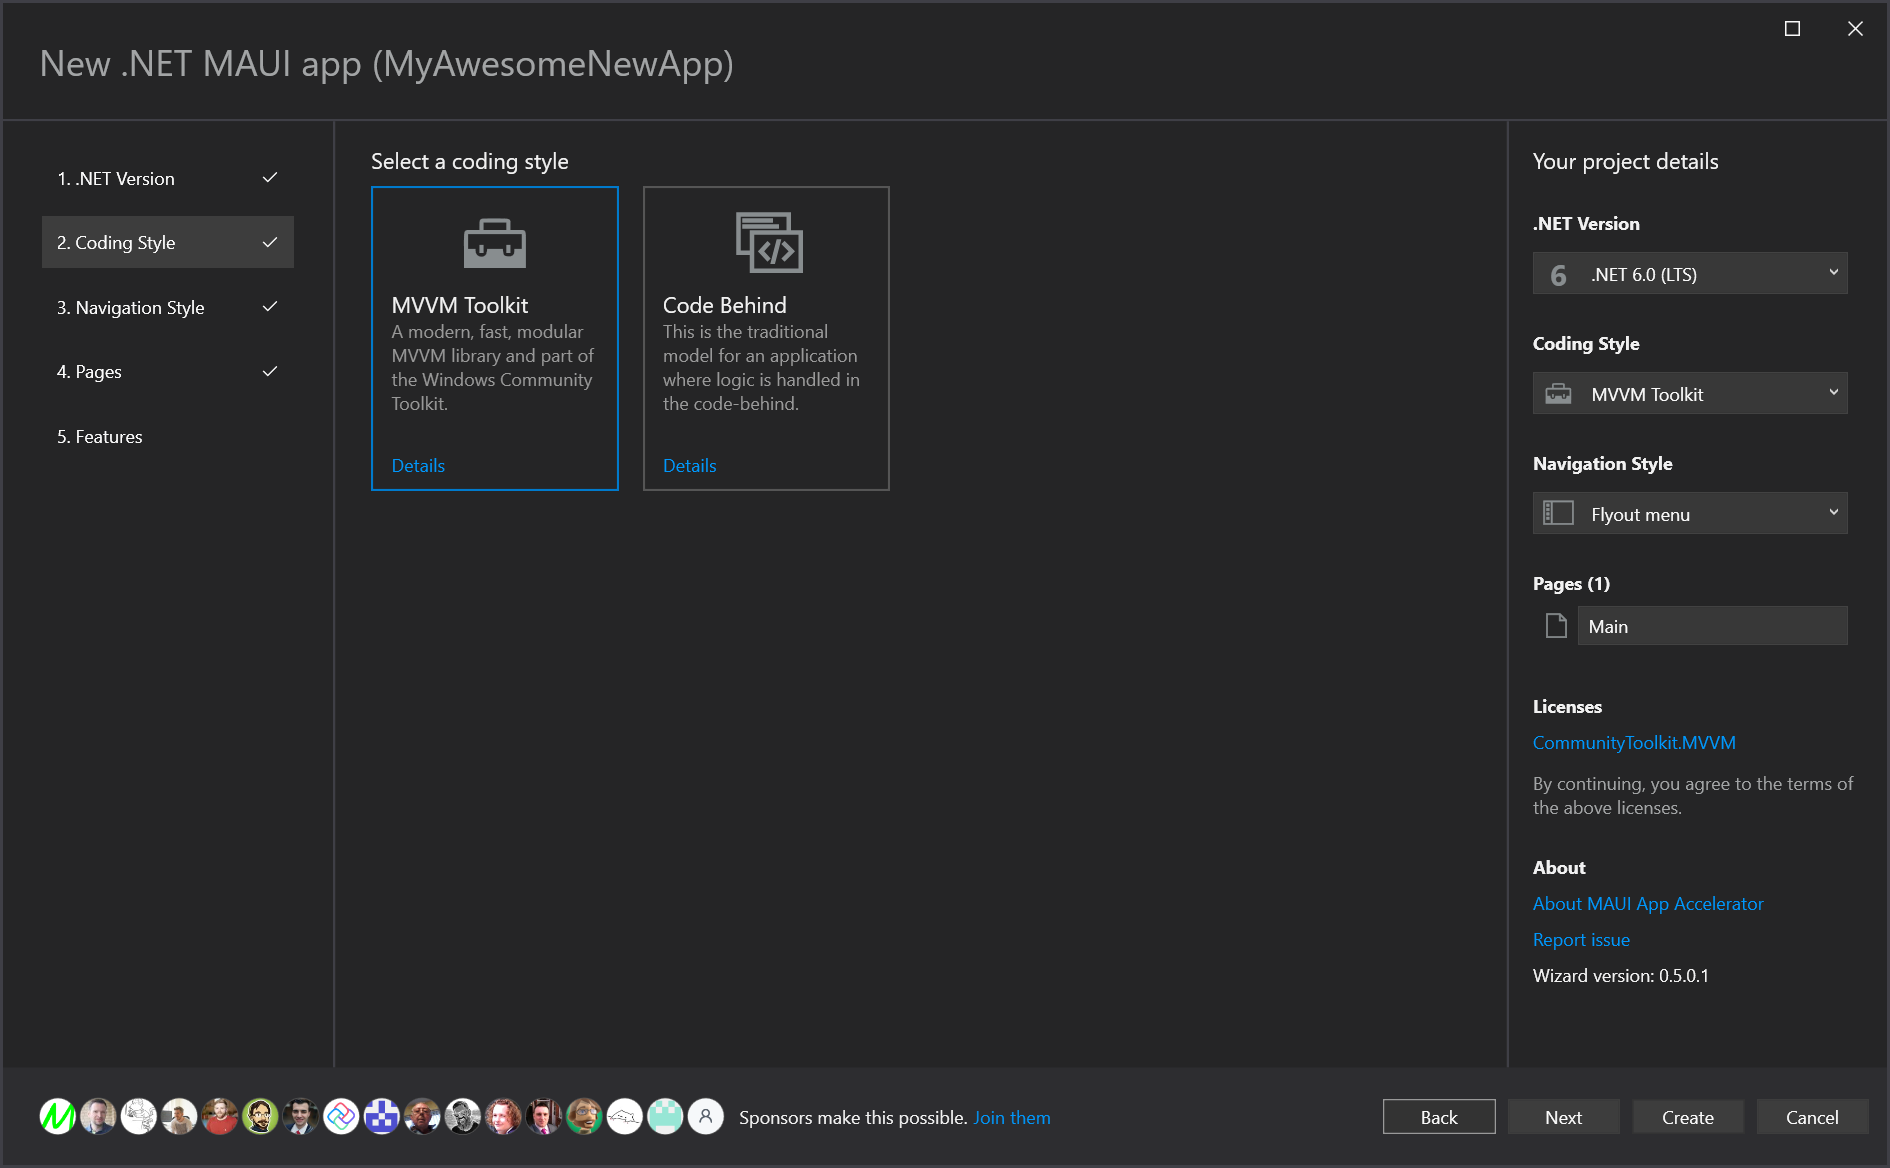 New .NET MAUI app (MyAwesomeNewApp)
1. .NET Version
2. Coding Style
3. Navigation Style
4. Pages
5. Features
Select a coding style
MVVM Toolkit
A modern, fast, modular
MVVM library and part of
the Windows Community
Toolkit.
Details
Code Behind
This is the traditional
model for an application
where logic is handled in
the code-behind.
Details
Your project details
.NET Version
6 .NET 6.0 (LTS)
Coding Style
MVVM Toolkit
Navigation Style
Flyout menu
Pages (1)
Main
Licenses
CommunityToolkit.MVVM
By continuing, you agree to the terms of
the above licenses.
About
About MAUI App Accelerator
Report issue
Wizard version: 0.5.0.1
Sponsors make this possible. Join them
Back
Next
Create
Cancel